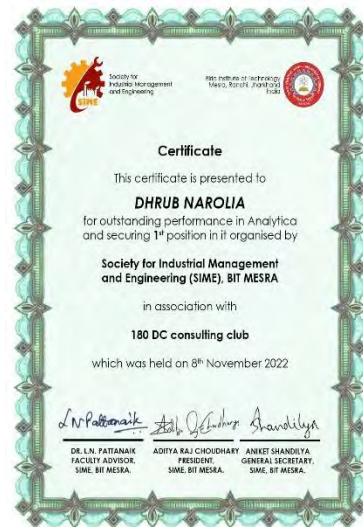 SIME
Society for
Industrial Management
and Engineering
Birla Institute of Technology
Mesra, Ranchi, Jharkhand
India
Certificate
This certificate is presented to
DHRUB NAROLIA
for outstanding performance in Analytica
and securing 1st position in it organised by
Society for Industrial Management
and Engineering (SIME), BIT MESRA
in association with
180 DC consulting club
which was held on 8th November 2022
L N Pattanaik
Shandilya
DR. L.N. PATTANAIK
FACULTY ADVISOR,
SIME, BIT MESRA.
ADITYA RAJ CHOUDHARY
PRESIDENT,
SIME, BIT MESRA.
ANIKET SHANDILYA
GENERAL SECRETARY,
SIME, BIT MESRA.